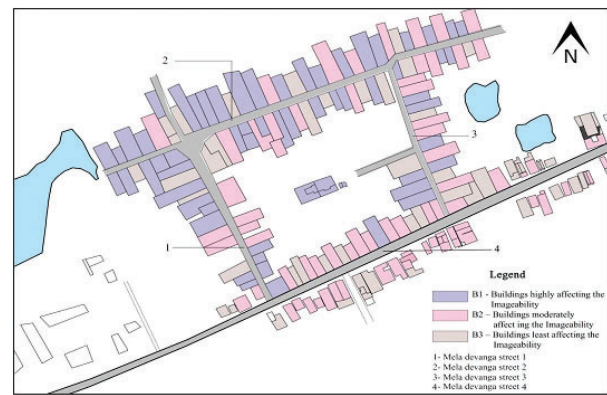 N
2
3
1
4
Legend
B1 - Buildings highly affecting the
Imageability
B2 – Buildings moderately
affect ing the Imageability
B3 – Buildings least affecting the
Imageability
1- Mela devanga street 1
2- Mela devanga street 2
3- Mela devanga street 3
4- Mela devanga street 4